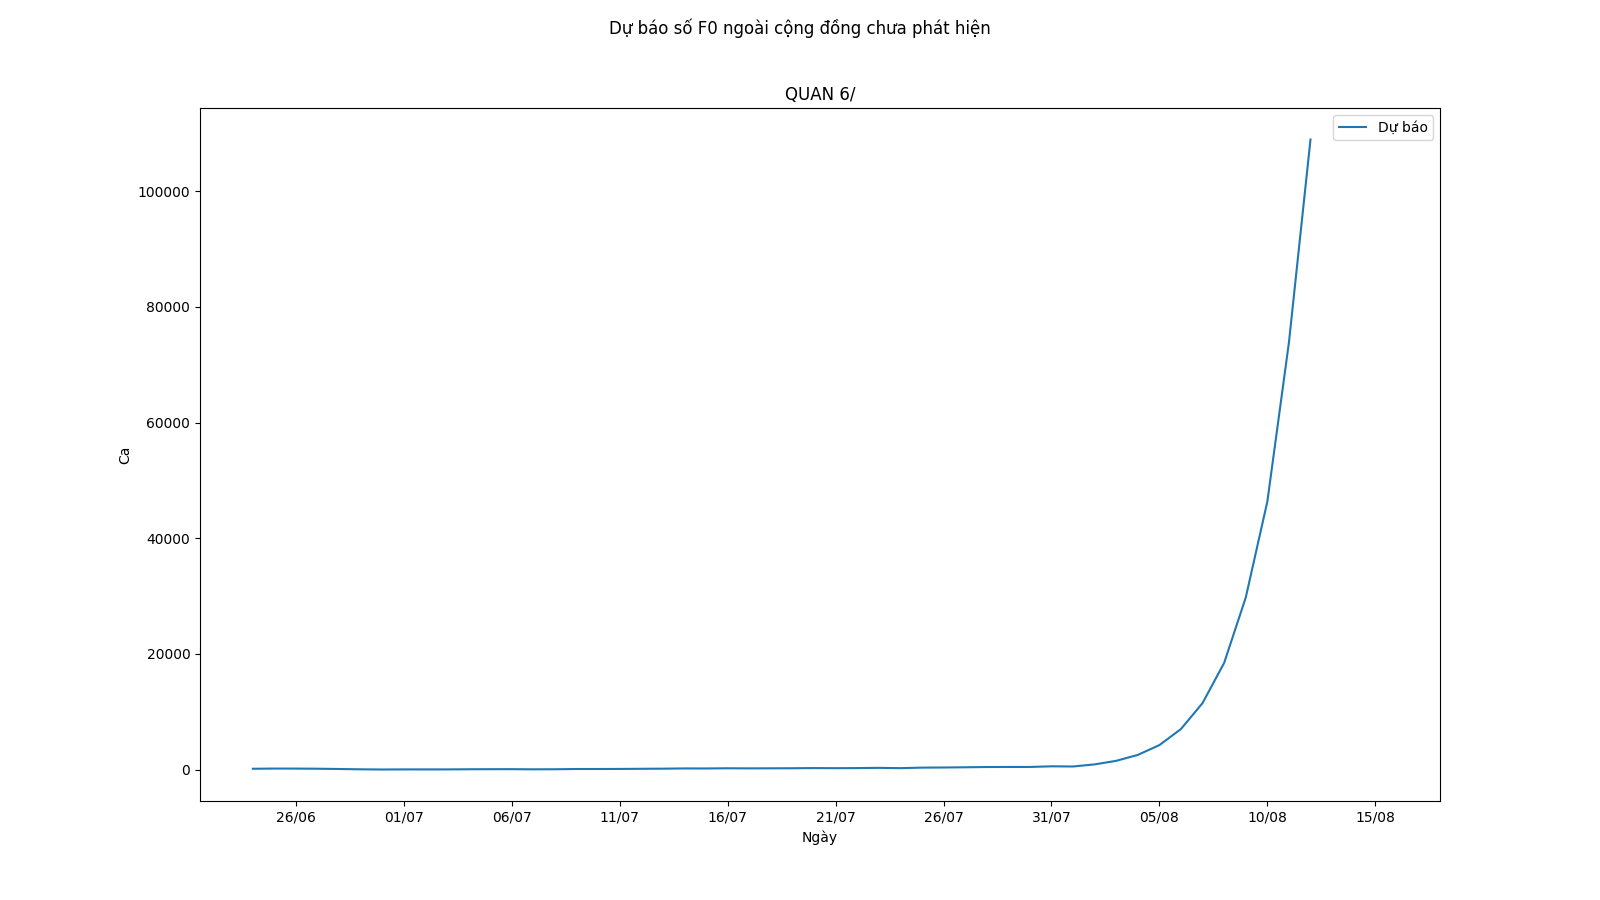 Dự báo số F0 ngoài cộng đồng chưa phát hiện
QUAN 6/
Dự báo
100000
80000
60000
40000
20000
0
Ca
26/06 01/07 06/07 11/07 16/07 21/07 26/07 31/07 05/08 10/08 15/08
Ngày